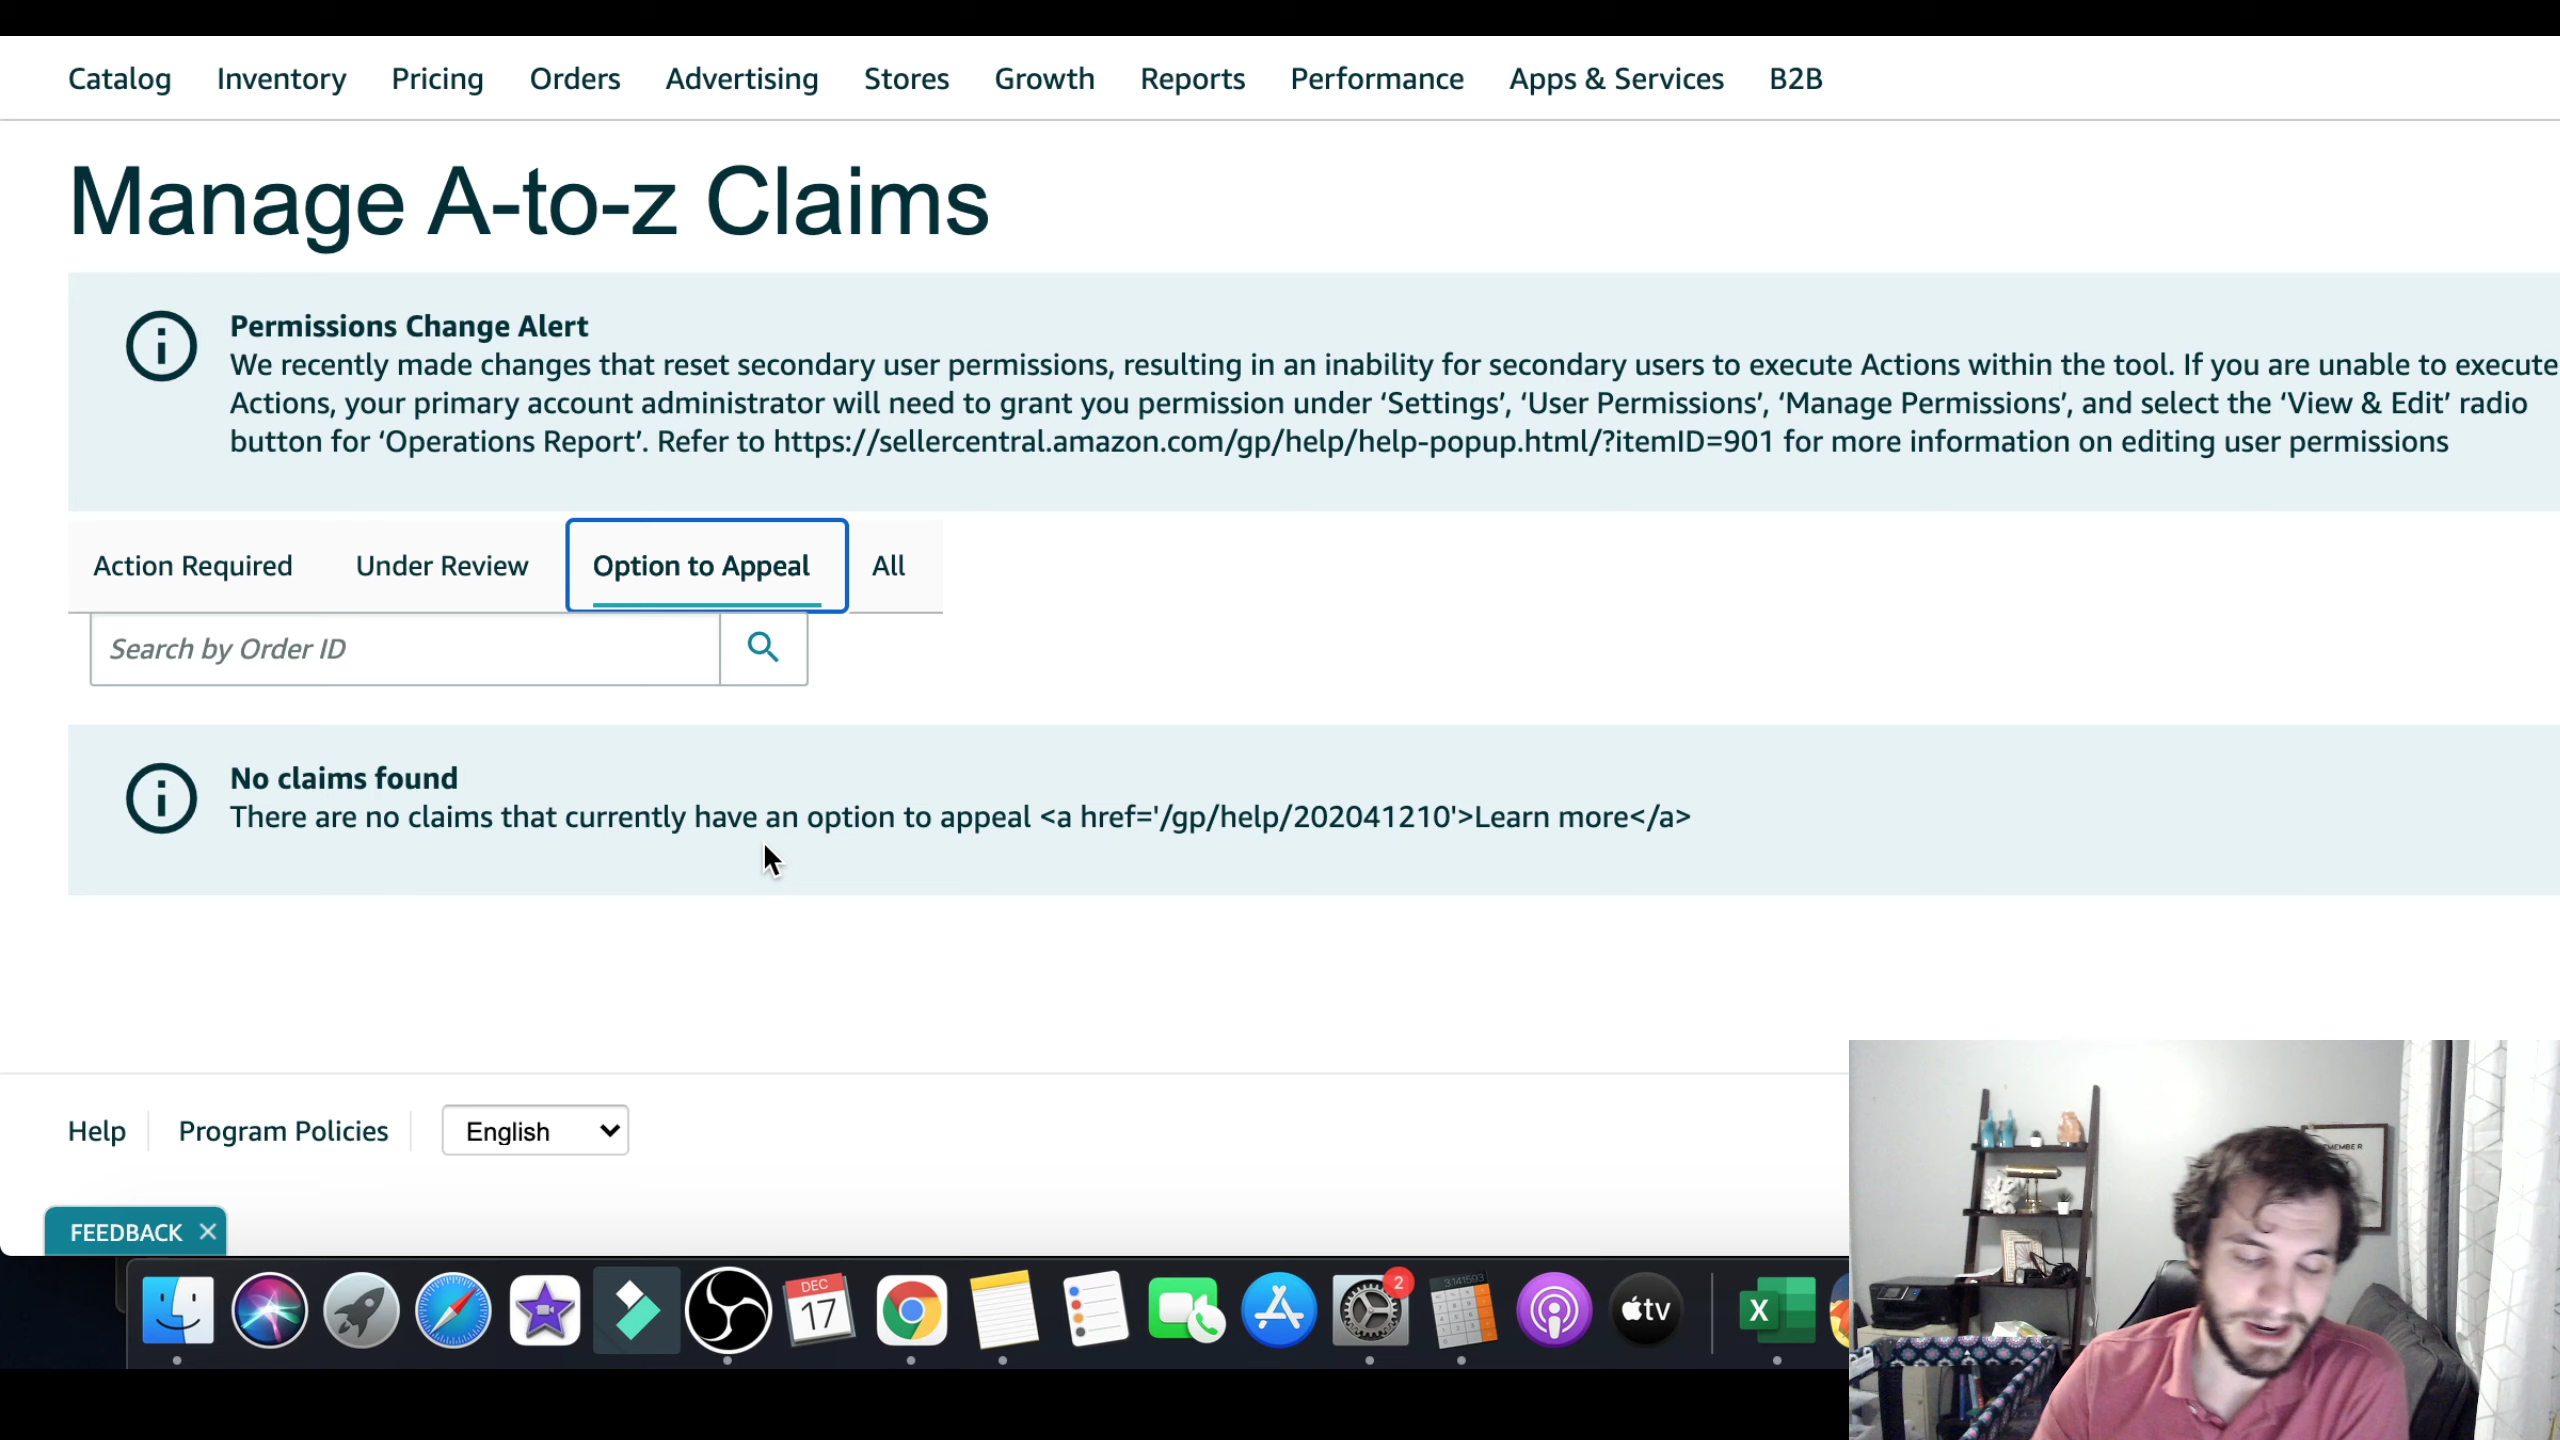 Catalog Inventory Pricing Orders Advertising Stores Growth Reports Performance Apps & Services B2B
Manage A-to-z Claims
Permissions Change Alert
We recently made changes that reset secondary user permissions, resulting in an inability for secondary users to execute Actions within the tool. If you are unable to execute
Actions, your primary account administrator will need to grant you permission under ‘Settings’, ‘User Permissions’, ‘Manage Permissions’, and select the ‘View & Edit’ radio
button for ‘Operations Report’. Refer to https://sellercentral.amazon.com/gp/help/help-popup.html/?itemID=901 for more information on editing user permissions
Action Required Under Review Option to Appeal All
Search by Order ID
No claims found
There are no claims that currently have an option to appeal <a href='/gp/help/202041210'>Learn more</a>
Help Program Policies English
FEEDBACK
DEC
17
2
3.141593
tv
X